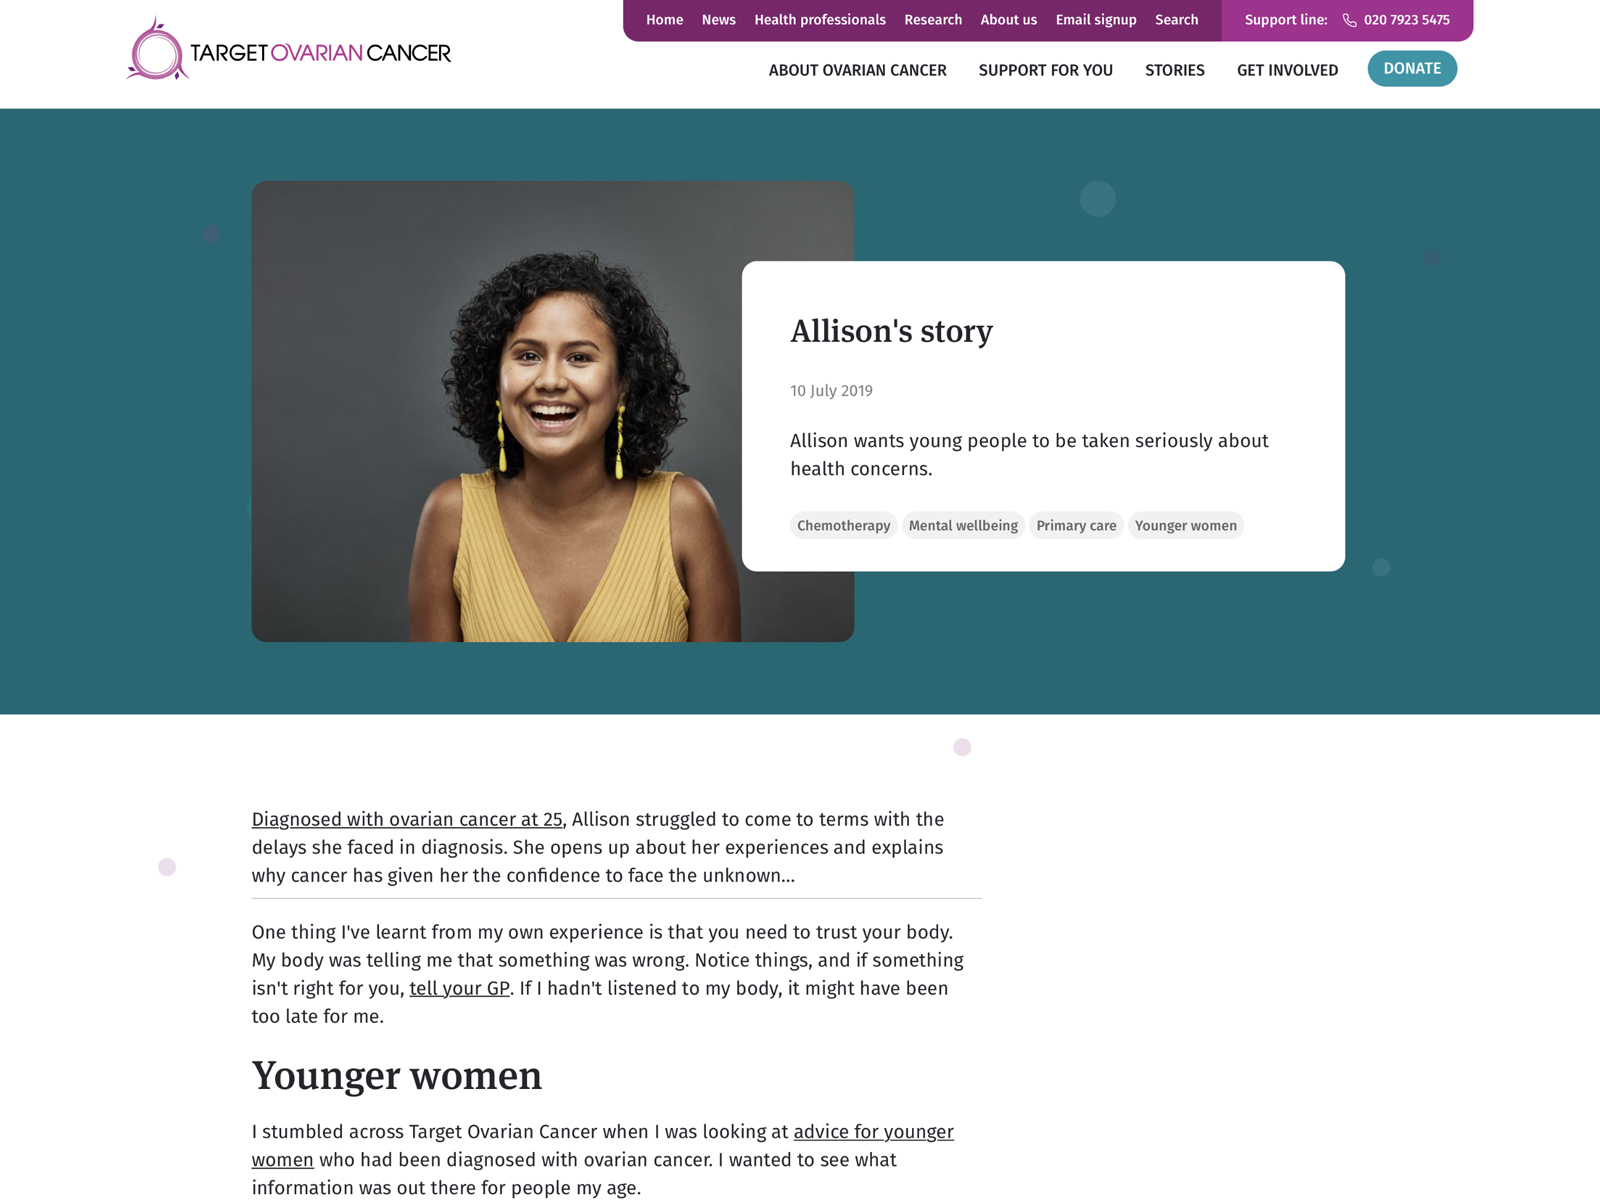 Home News Health professionals Research About us Email signup Search Support line: 020 7923 5475
TARGET OVARIAN CANCER
ABOUT OVARIAN CANCER SUPPORT FOR YOU STORIES GET INVOLVED DONATE
Allison's story
10 July 2019
Allison wants young people to be taken seriously about
health concerns.
Chemotherapy Mental wellbeing Primary care Younger women
Diagnosed with ovarian cancer at 25, Allison struggled to come to terms with the
delays she faced in diagnosis. She opens up about her experiences and explains
why cancer has given her the confidence to face the unknown...
One thing I've learnt from my own experience is that you need to trust your body.
My body was telling me that something was wrong. Notice things, and if something
isn't right for you, tell your GP. If I hadn't listened to my body, it might have been
too late for me.
Younger women
I stumbled across Target Ovarian Cancer when I was looking at advice for younger
women who had been diagnosed with ovarian cancer. I wanted to see what
information was out there for people my age.